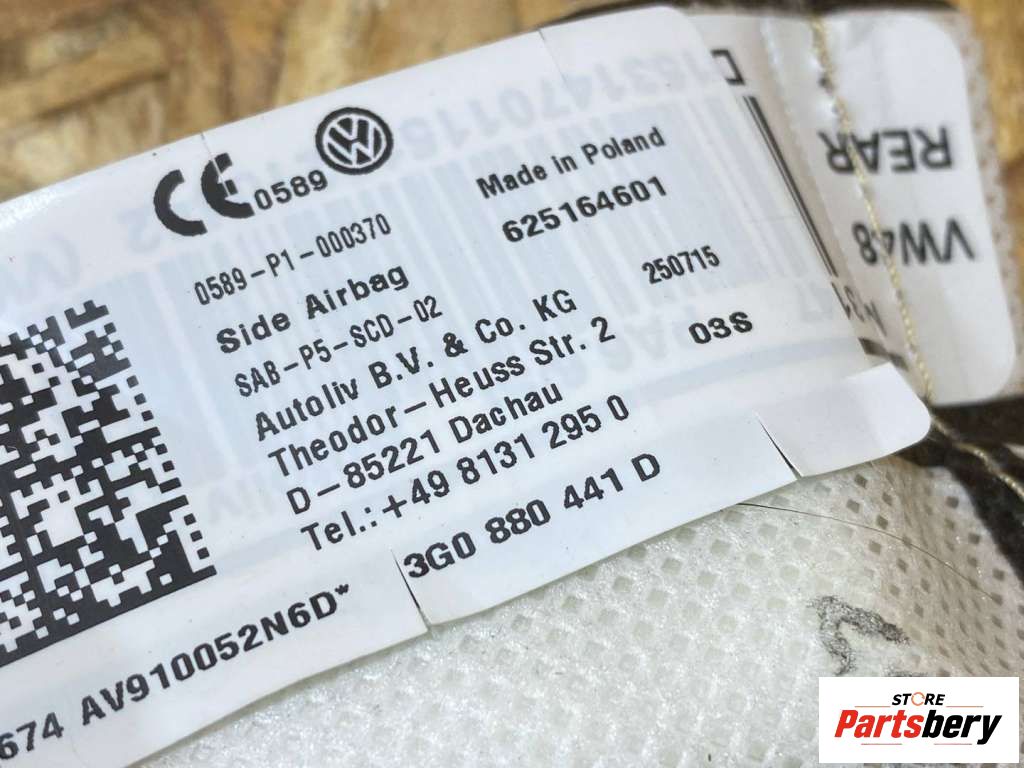 CE 0589
0589-P1-000370
Made in Poland
625164601
Side Airbag
SAB-P5-SCD-02
250715
Autoliv B.V. & Co. KG
03S
Theodor-Heuss Str. 2
D-85221 Dachau
Tel.:+49 8131 295 0
3G0 880 441 D
674 AV910052N6D*
REAR
VW48
STORE
Partsbery